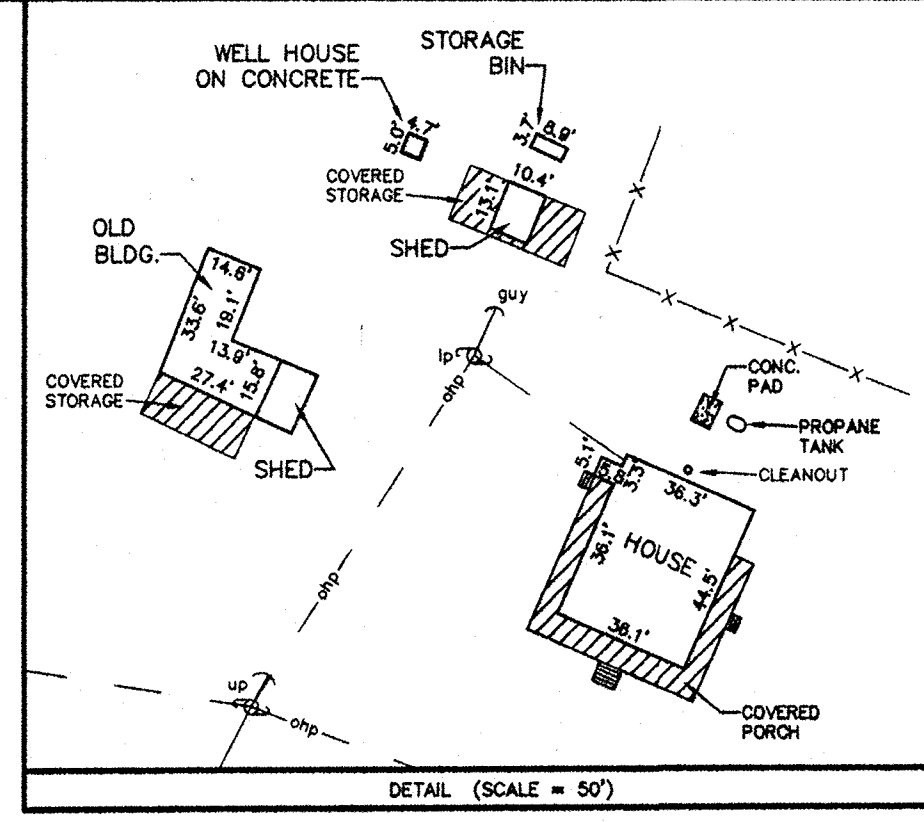 STORAGE
BIN
WELL HOUSE
ON CONCRETE
5.0'
4.7'
3.7'
8.9'
COVERED
STORAGE
10.4'
13.1'
SHED
OLD
BLDG.
14.6'
33.6'
19.1'
13.9'
27.4'
15.8'
COVERED
STORAGE
SHED
guy
lp
ohp
X
X
X
X
X
X
CONC.
PAD
PROPANE
TANK
CLEANOUT
5.1'
5.8'
36.3'
36.1'
HOUSE
44.5'
ohp
up
ohp
COVERED
PORCH
DETAIL (SCALE = 50')